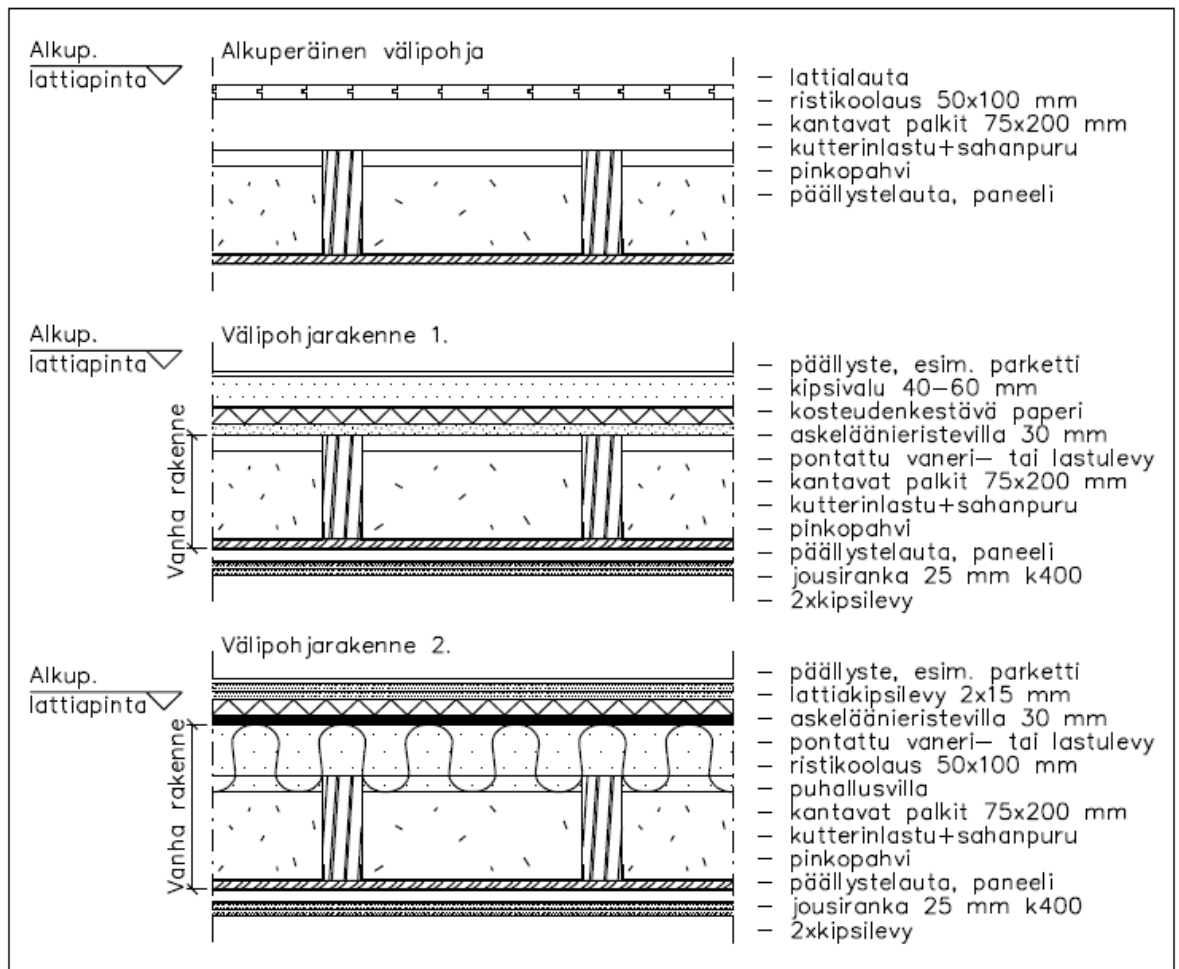 Alkup.
lattiapinta
Alkuperäinen välipohja
– lattialauta
– ristikoolaus 50x100 mm
– kantavat palkit 75x200 mm
– kutterinlastu+sahanpuru
– pinkopahvi
– päällystelauta, paneeli
Alkup.
lattiapinta
Välipohjarakenne 1.
Vanha rakenne
– päällyste, esim. parketti
– kipsivalu 40–60 mm
– kosteudenkestävä paperi
– askeläänieristevilla 30 mm
– pontattu vaneri– tai lastulevy
– kantavat palkit 75x200 mm
– kutterinlastu+sahanpuru
– pinkopahvi
– päällystelauta, paneeli
– jousiranka 25 mm k400
– 2xkipsilevy
Alkup.
lattiapinta
Välipohjarakenne 2.
Vanha rakenne
– päällyste, esim. parketti
– lattiakipsilevy 2x15 mm
– askeläänieristevilla 30 mm
– pontattu vaneri– tai lastulevy
– ristikoolaus 50x100 mm
– puhallusvilla
– kantavat palkit 75x200 mm
– kutterinlastu+sahanpuru
– pinkopahvi
– päällystelauta, paneeli
– jousiranka 25 mm k400
– 2xkipsilevy